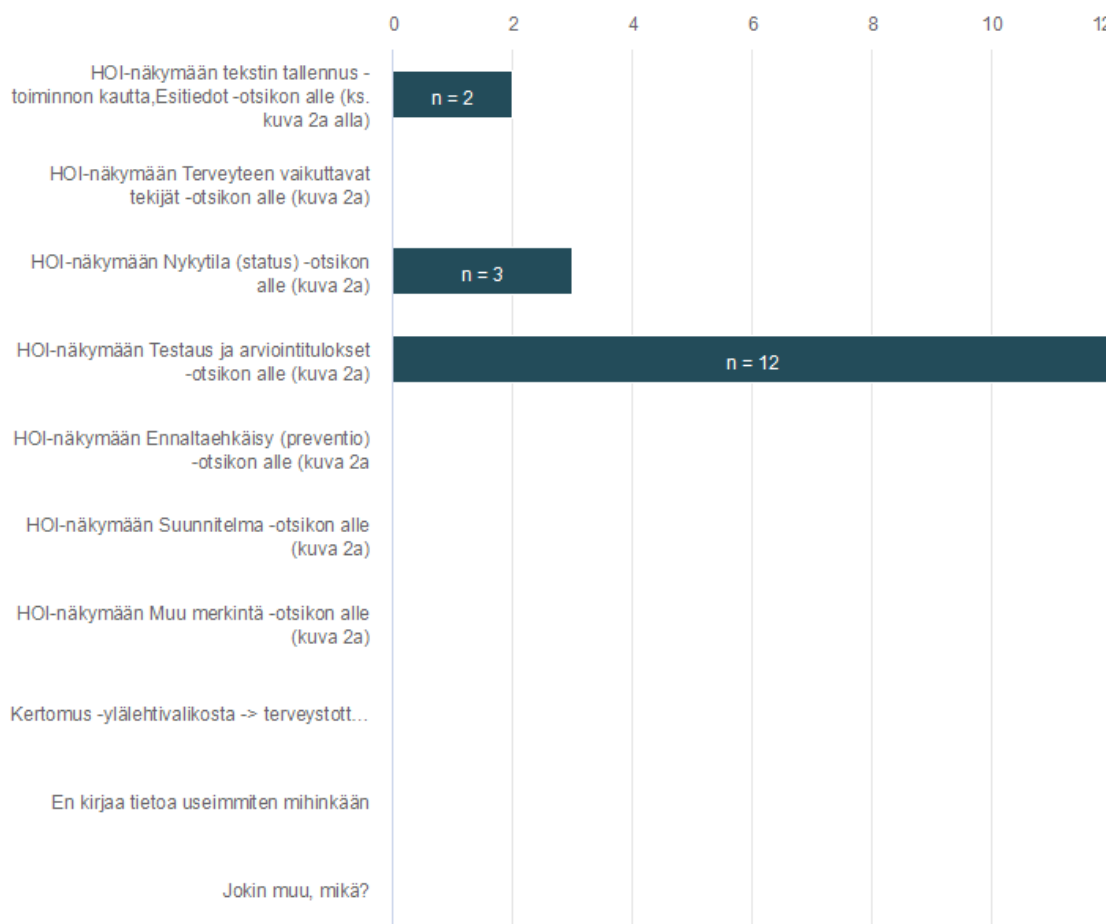 0 2 4 6 8 10 12
HOI-näkymään tekstin tallennus -
toiminnon kautta,Esitiedot -otsikon alle (ks.
kuva 2a alla)
n = 2
HOI-näkymään Terveyteen vaikuttavat
tekijät -otsikon alle (kuva 2a)
HOI-näkymään Nykytila (status) -otsikon
alle (kuva 2a)
n = 3
HOI-näkymään Testaus ja arviointitulokset
-otsikon alle (kuva 2a)
n = 12
HOI-näkymään Ennaltaehkäisy (preventio)
-otsikon alle (kuva 2a
HOI-näkymään Suunnitelma -otsikon alle
(kuva 2a)
HOI-näkymään Muu merkintä -otsikon alle
(kuva 2a)
Kertomus -ylälehtivalikosta -> terveystott...
En kirjaa tietoa useimmiten mihinkään
Jokin muu, mikä?